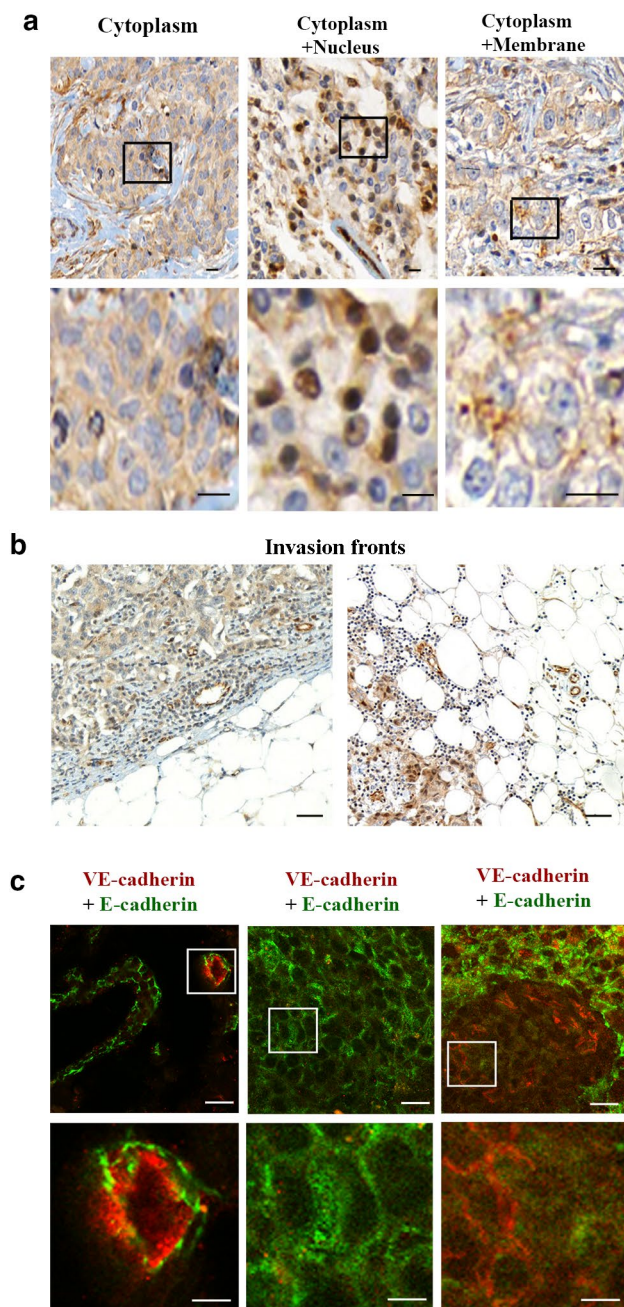 a
Cytoplasm
Cytoplasm
+Nucleus
Cytoplasm
+Membrane
b
Invasion fronts
c
VE-cadherin
+ E-cadherin
VE-cadherin
+ E-cadherin
VE-cadherin
+ E-cadherin